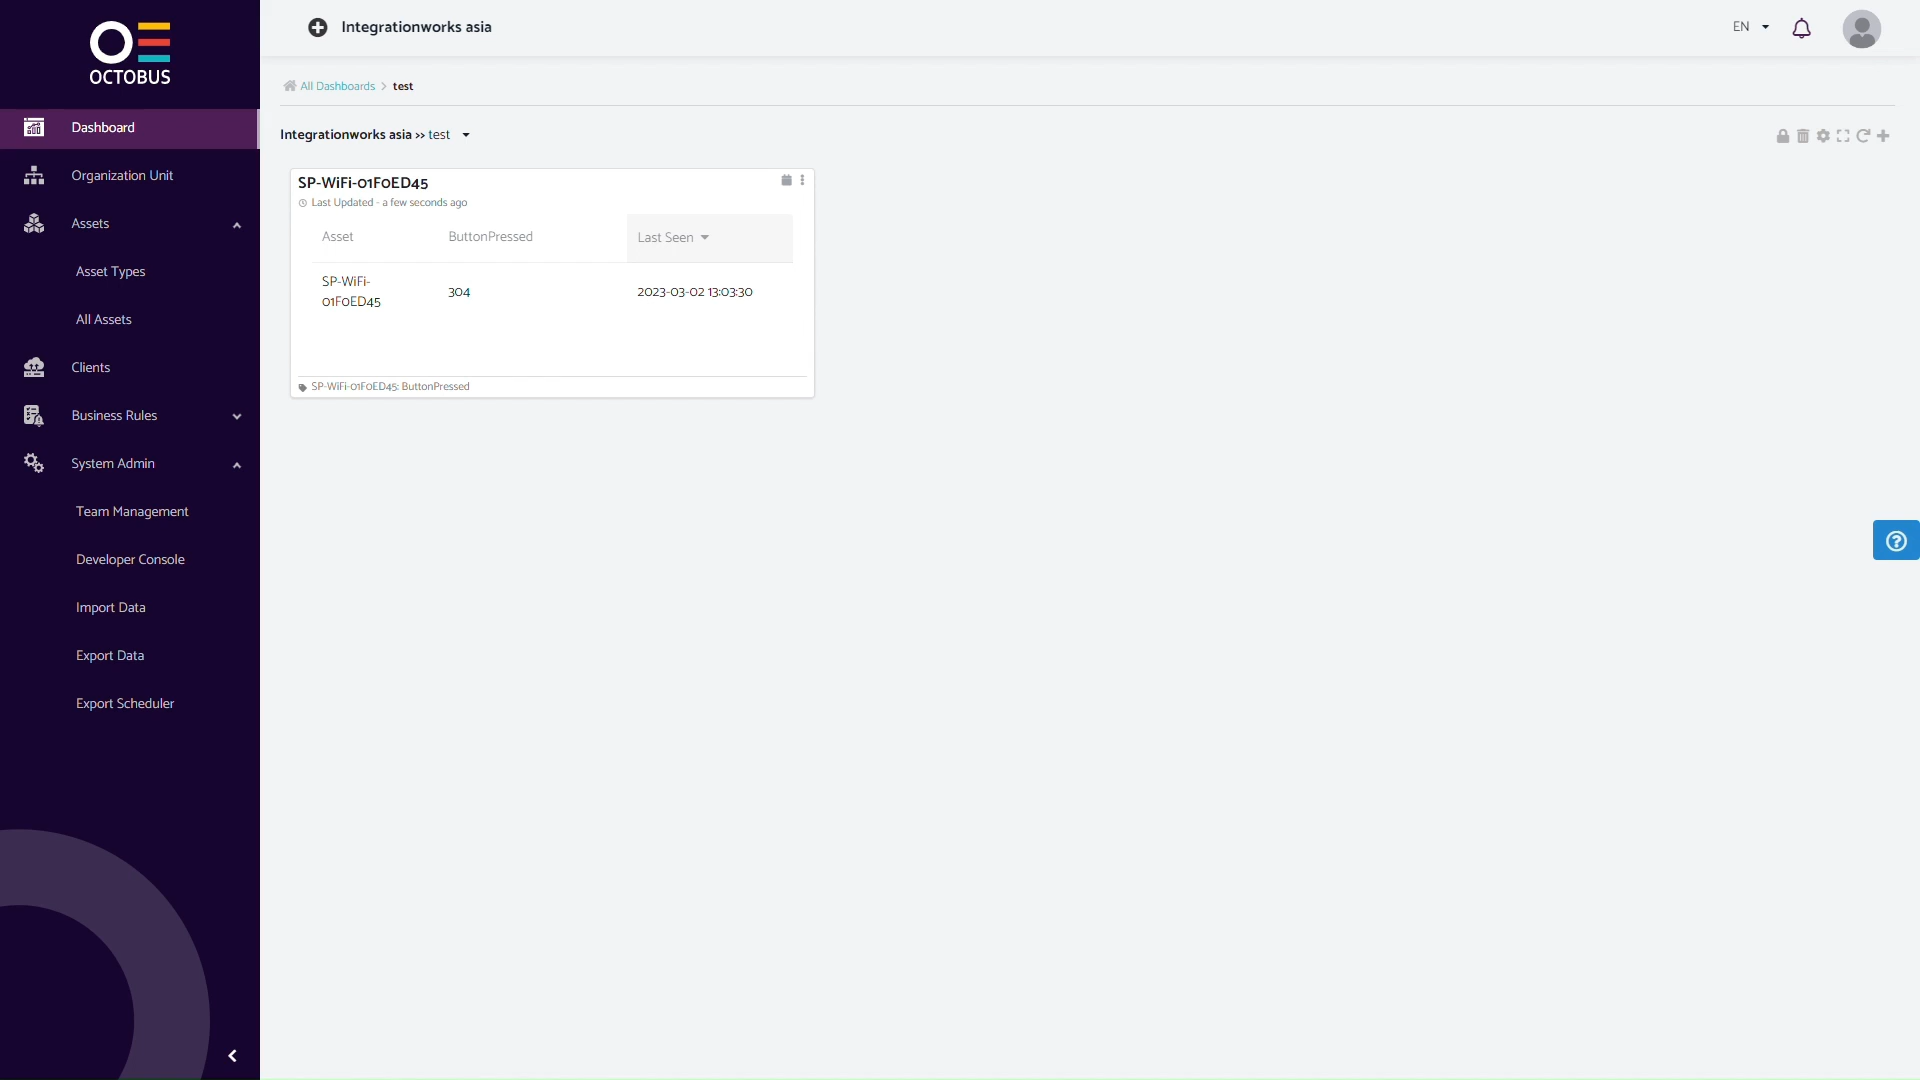 OCTOBUS
Integrationworks asia
EN
Dashboard
Organization Unit
Assets
Asset Types
All Assets
Clients
Business Rules
System Admin
Team Management
Developer Console
Import Data
Export Data
Export Scheduler
All Dashboards > test
Integrationworks asia >> test
SP-WiFi-01F0ED45
Last Updated - a few seconds ago
Asset ButtonPressed Last Seen
SP-WiFi-
01F0ED45
304
2023-03-02 13:03:30
SP-WiFi-01F0ED45: ButtonPressed